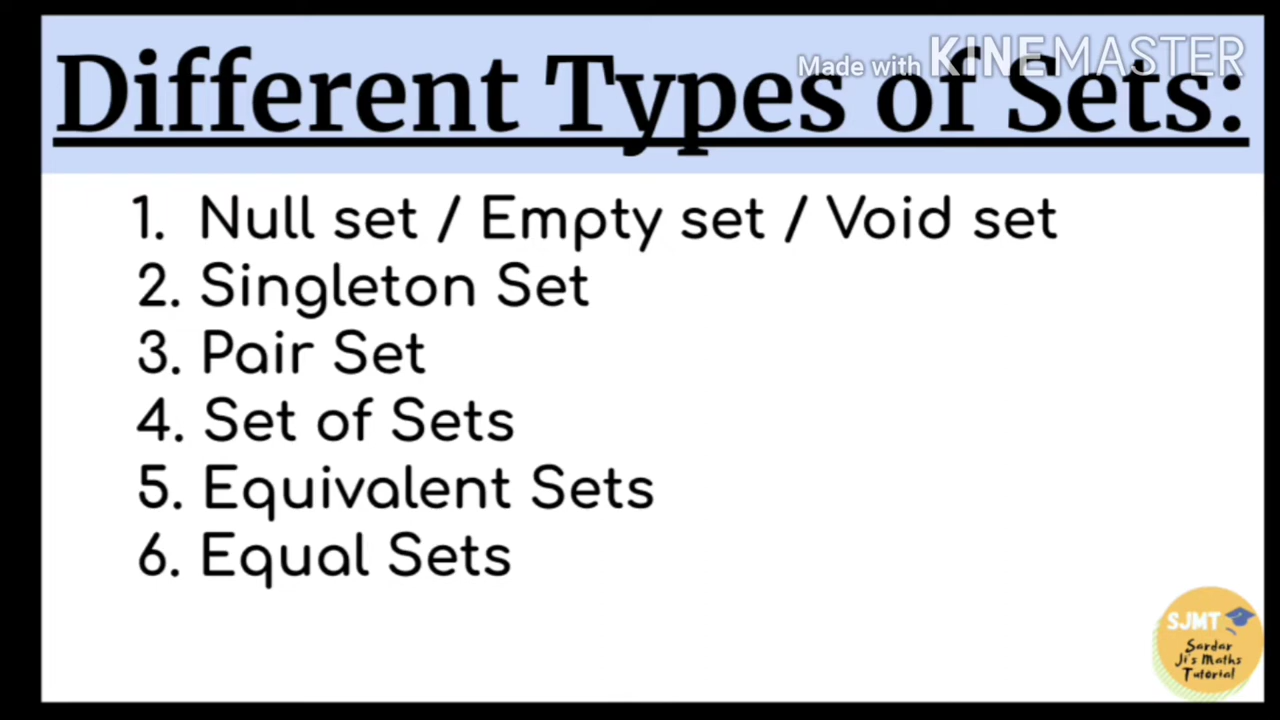 Made with KINEMASTER
Different Types of Sets:
1. Null set / Empty set / Void set
2. Singleton Set
3. Pair Set
4. Set of Sets
5. Equivalent Sets
6. Equal Sets
SJMT
Sardar
Ji's Maths
Tutorial